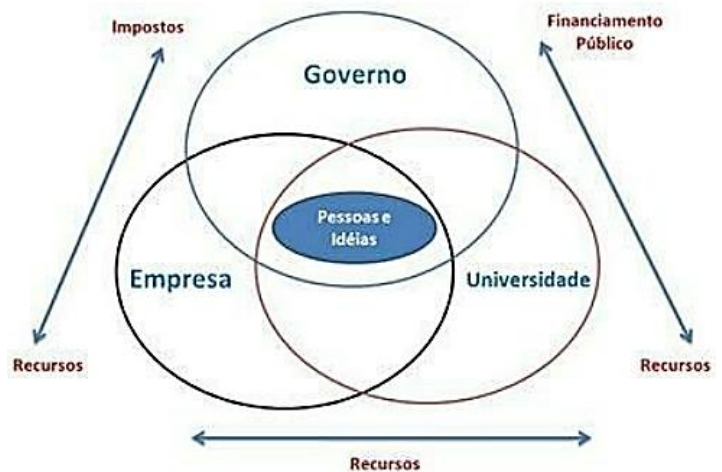 Impostos
Financiamento
Público
Governo
Pessoas e
Idéias
Empresa
Universidade
Recursos
Recursos
Recursos